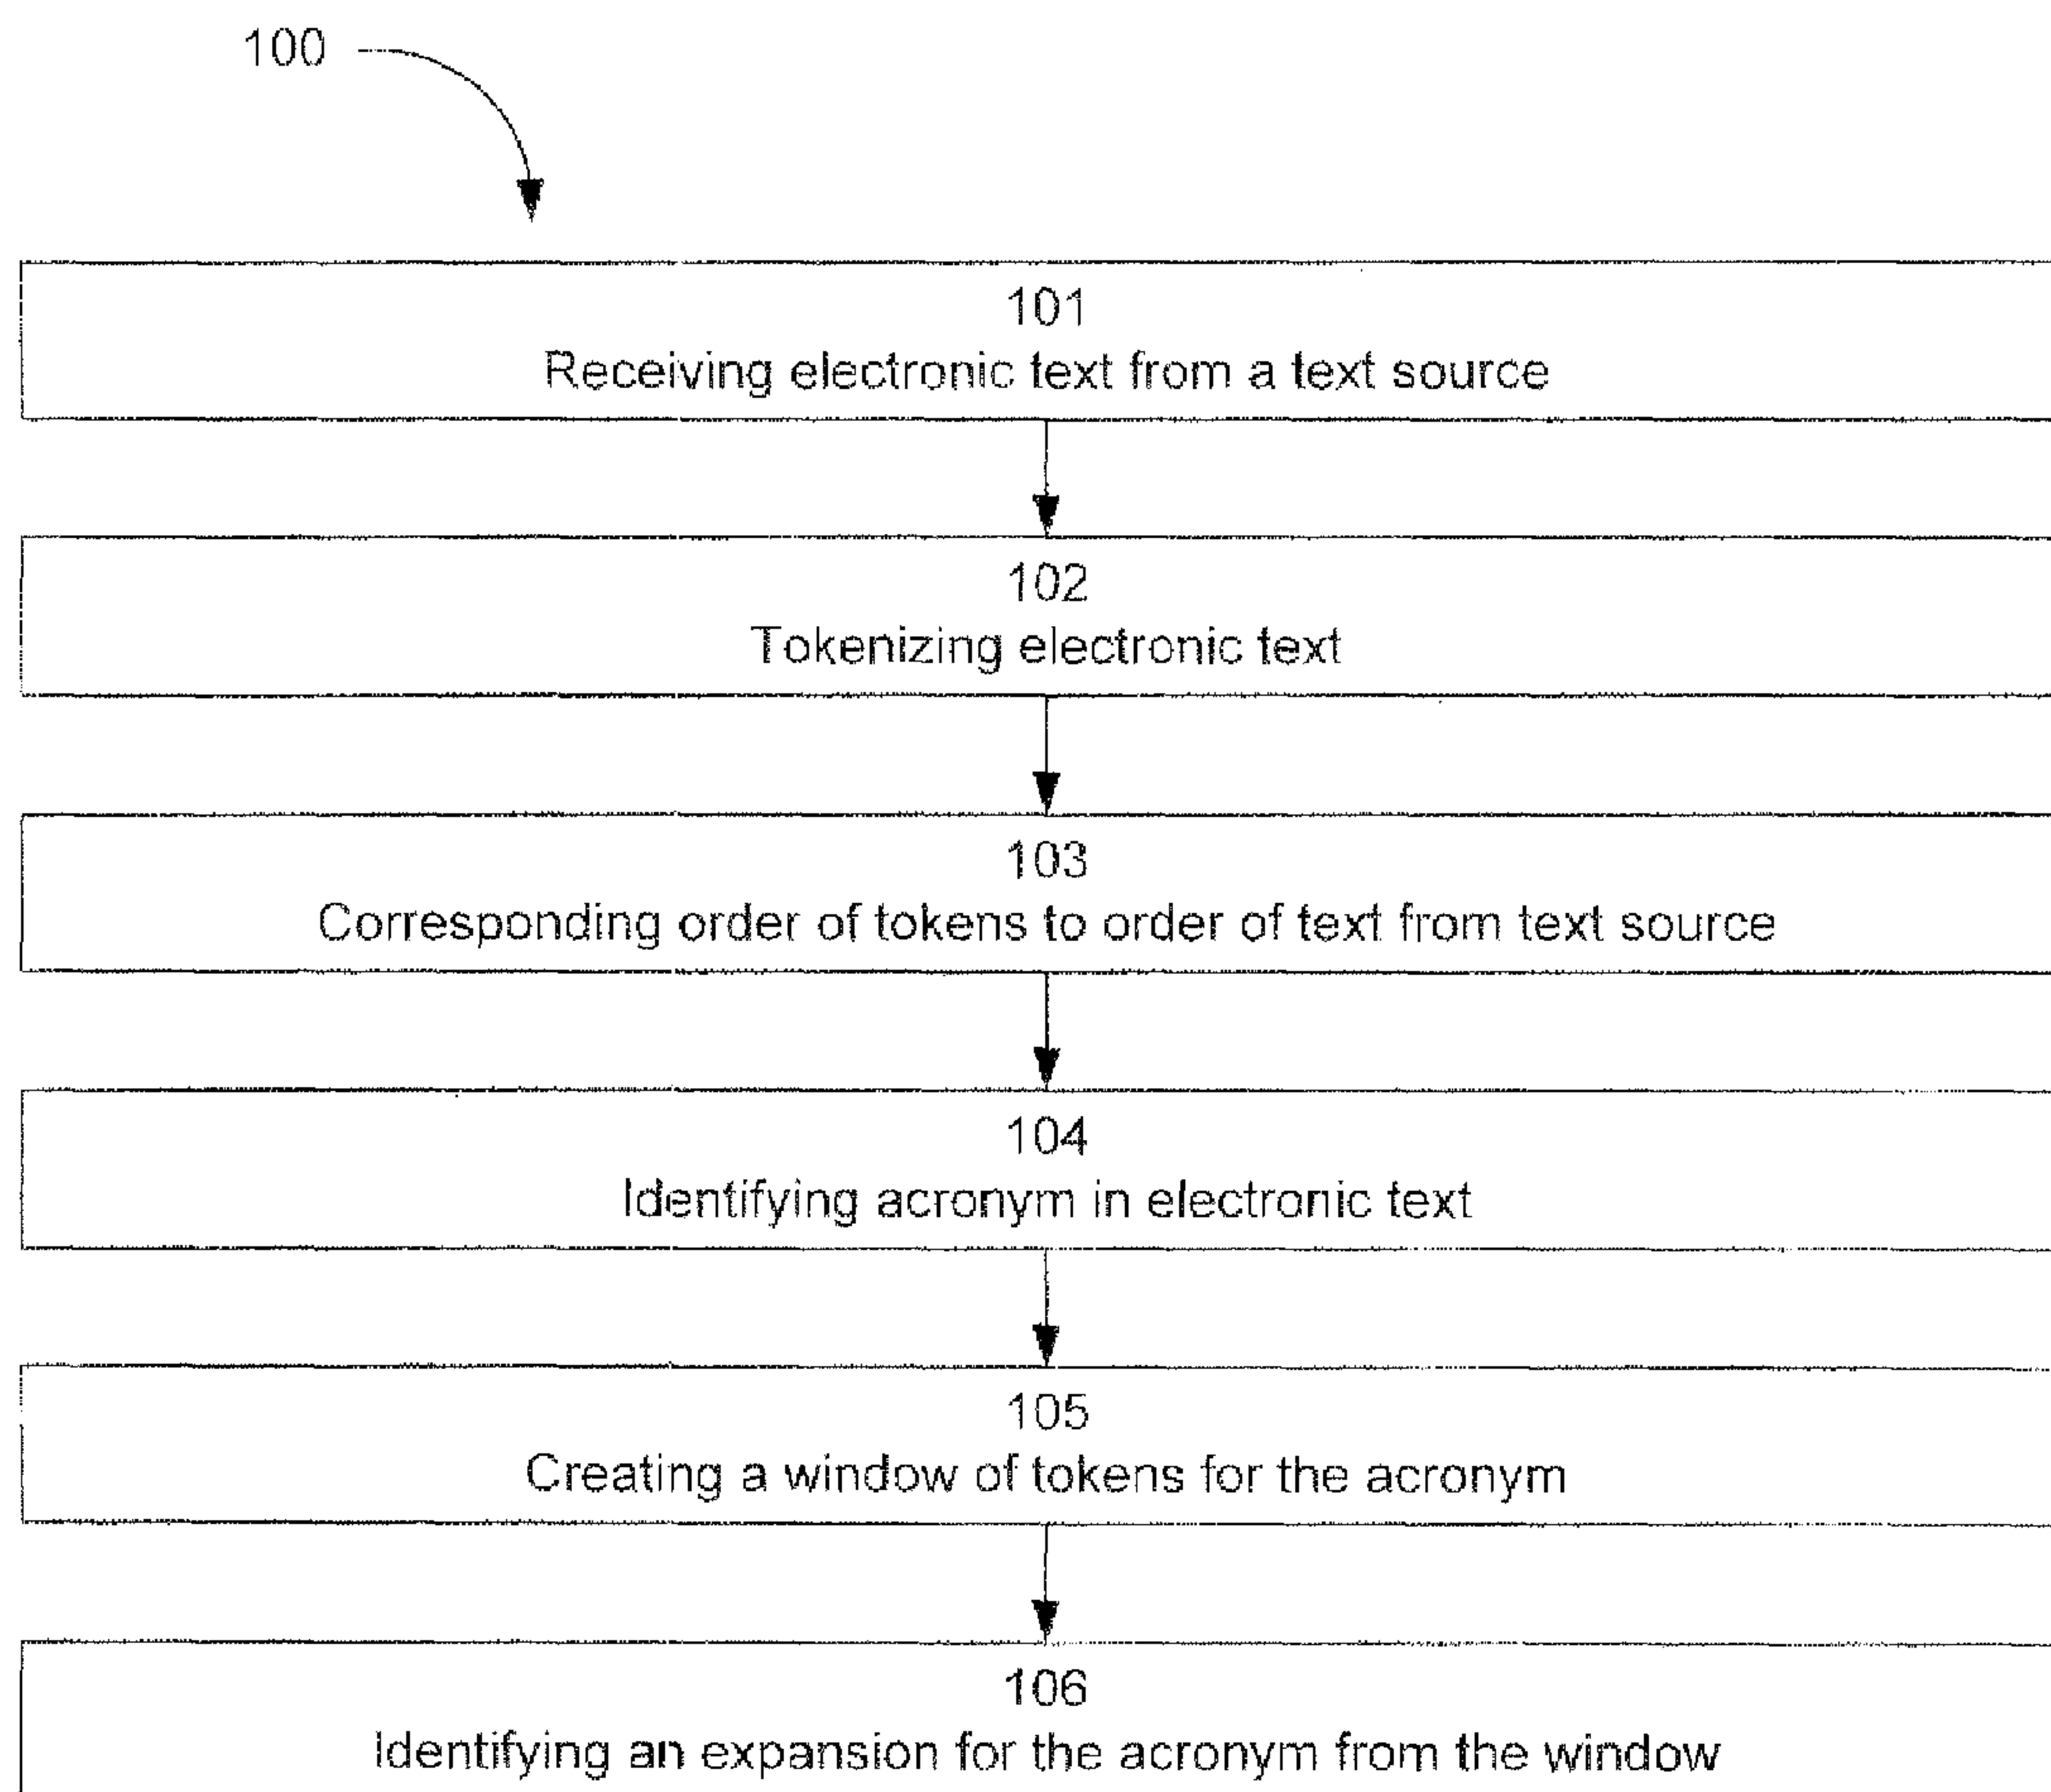 100
101
Receiving electronic text from a text source
102
Tokenizing electronic text
103
Corresponding order of tokens to order of text from text source
104
Identifying acronym in electronic text
105
Creating a window of tokens for the acronym
106
Identifying an expansion for the acronym from the window